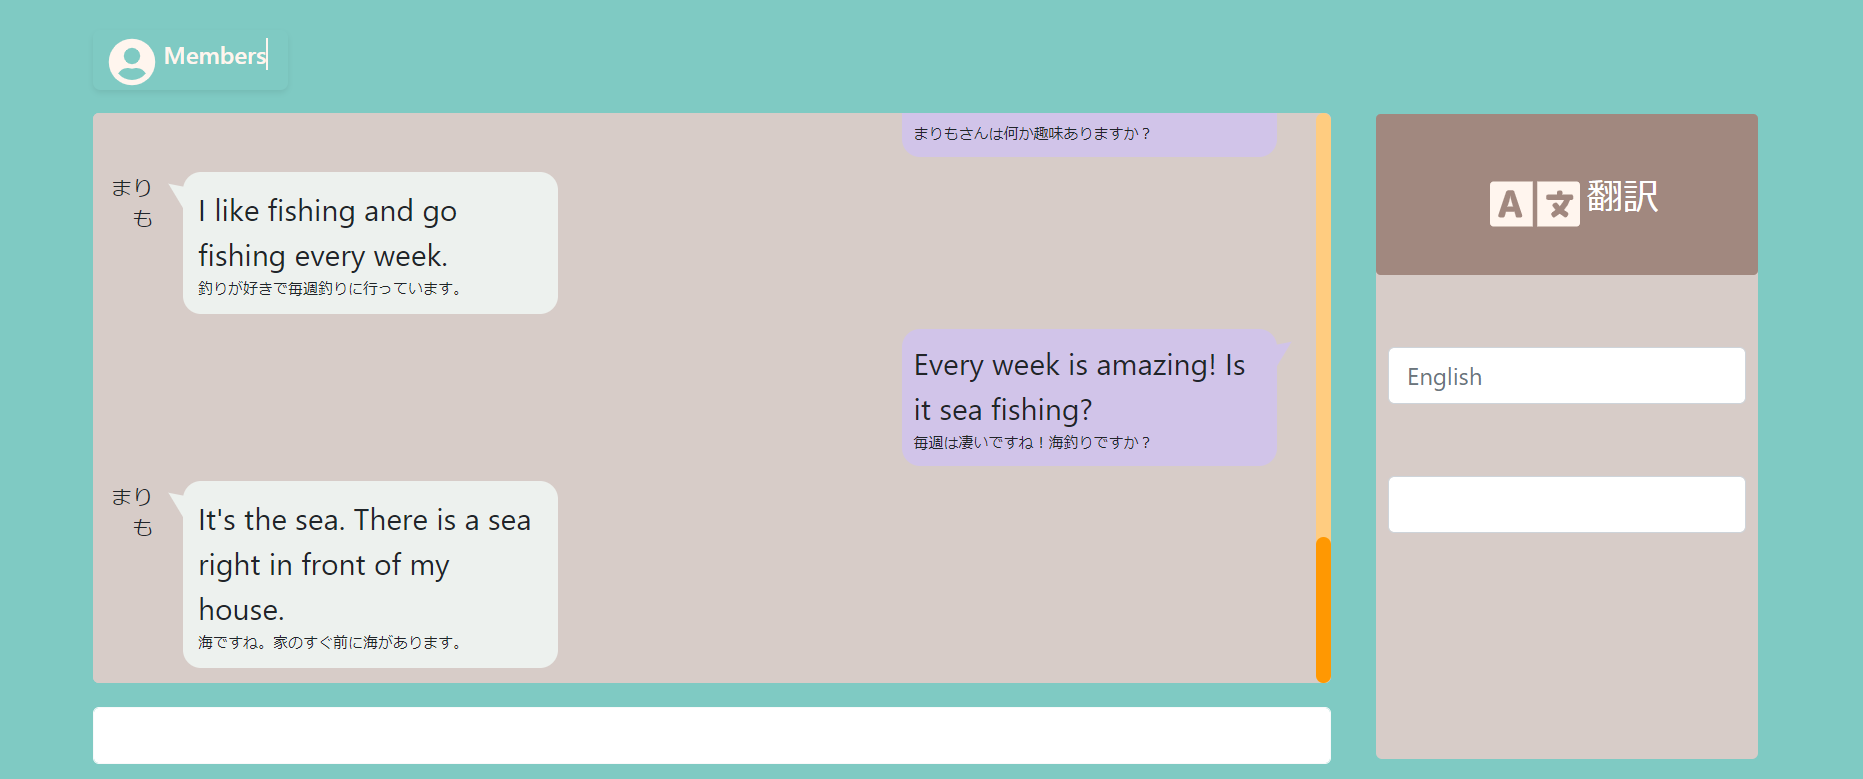 Members
まりもさんは何か趣味ありますか？
まり
も
I like fishing and go
fishing every week.
釣りが好きで毎週釣りに行っています。
Every week is amazing! Is
it sea fishing?
毎週は凄いですね！海釣りですか？
まり
も
It's the sea. There is a sea
right in front of my
house.
海ですね。家のすぐ前に海があります。
A 文 翻訳
English